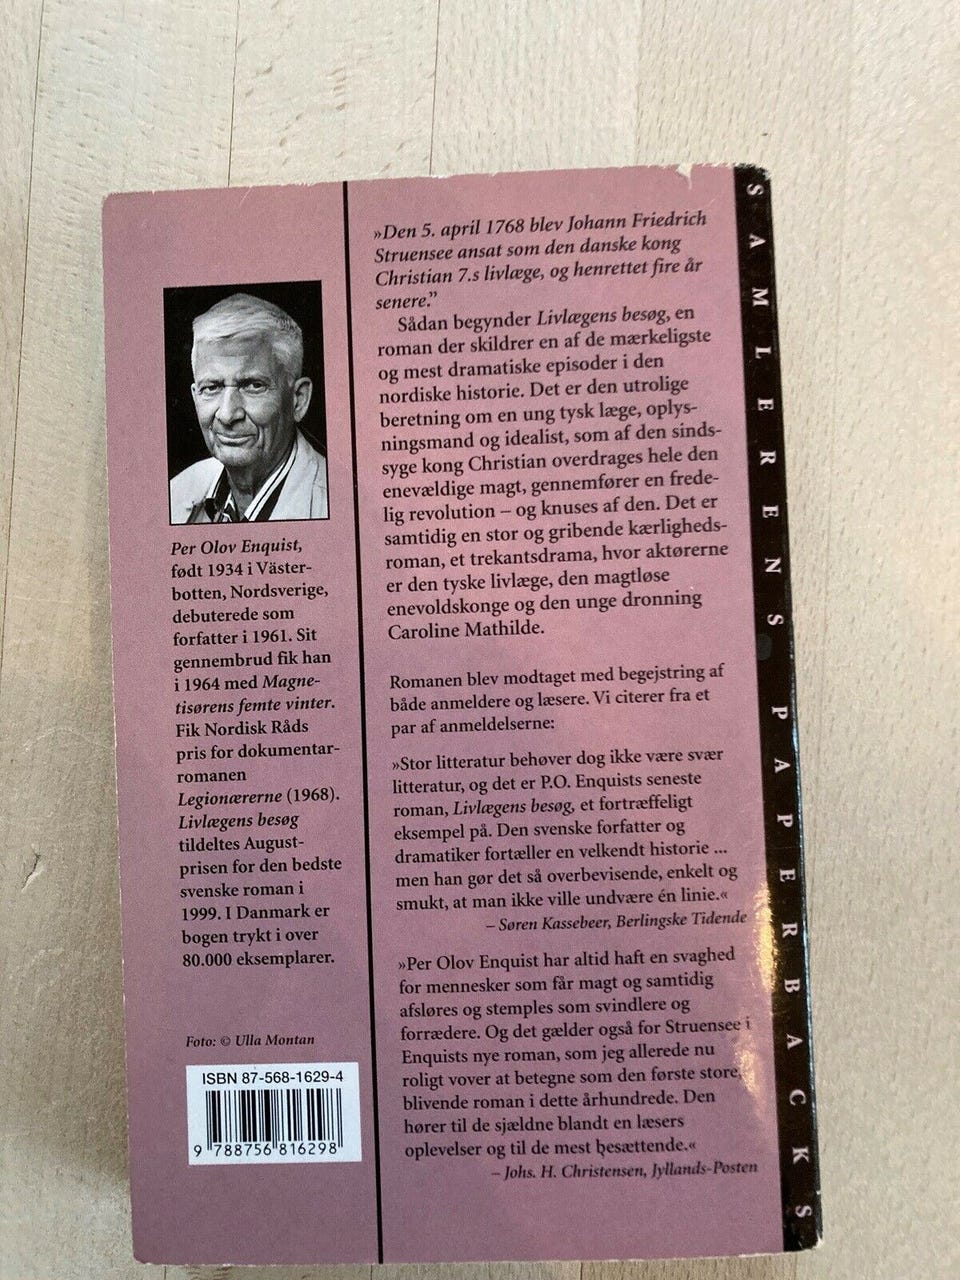 »Den 5. april 1768 blev Johann Friedrich
Struensee ansat som den danske kong
Christian 7.s livlæge, og henrettet fire år
senere.”
Sådan begynder Livlægens besøg, en
roman der skildrer en af de mærkeligste
og mest dramatiske episoder i den
nordiske historie. Det er den utrolige
beretning om en ung tysk læge, oplys-
ningsmand og idealist, som af den sinds-
syge kong Christian overdrages hele den
enevældige magt, gennemfører en frede-
lig revolution – og knuses af den. Det er
samtidig en stor og gribende kærligheds-
roman, et trekantsdrama, hvor aktørerne
er den tyske livlæge, den magtløse
enevoldskonge og den unge dronning
Caroline Mathilde.
Romanen blev modtaget med begejstring af
både anmeldere og læsere. Vi citerer fra et
par af anmeldelserne:
»Stor litteratur behøver dog ikke være svær
litteratur, og det er P.O. Enquists seneste
roman, Livlægens besøg, et fortræffeligt
eksempel på. Den svenske forfatter og
dramatiker fortæller en velkendt historie ...
men han gør det så overbevisende, enkelt og
smukt, at man ikke ville undvære én linie.«
– Søren Kassebeer, Berlingske Tidende
»Per Olov Enquist har altid haft en svaghed
for mennesker som får magt og samtidig
afsløres og stemples som svindlere og
forrædere. Og det gælder også for Struensee i
Enquists nye roman, som jeg allerede nu
roligt vover at betegne som den første store,
blivende roman i dette århundrede. Den
hører til de sjældne blandt en læsers
oplevelser og til de mest besættende.«
– Johs. H. Christensen, Jyllands-Posten
Per Olov Enquist,
født 1934 i Väster-
botten, Nordsverige,
debuterede som
forfatter i 1961. Sit
gennembrud fik han
i 1964 med Magne-
tisørens femte vinter.
Fik Nordisk Råds
pris for dokumentar-
romanen
Legionærerne (1968).
Livlægens besøg
tildeltes August-
prisen for den bedste
svenske roman i
1999. I Danmark er
bogen trykt i over
80.000 eksemplarer.
Foto: © Ulla Montan
ISBN 87-568-1629-4
9 788756 816298
SAMLERENS PAPERBACKS